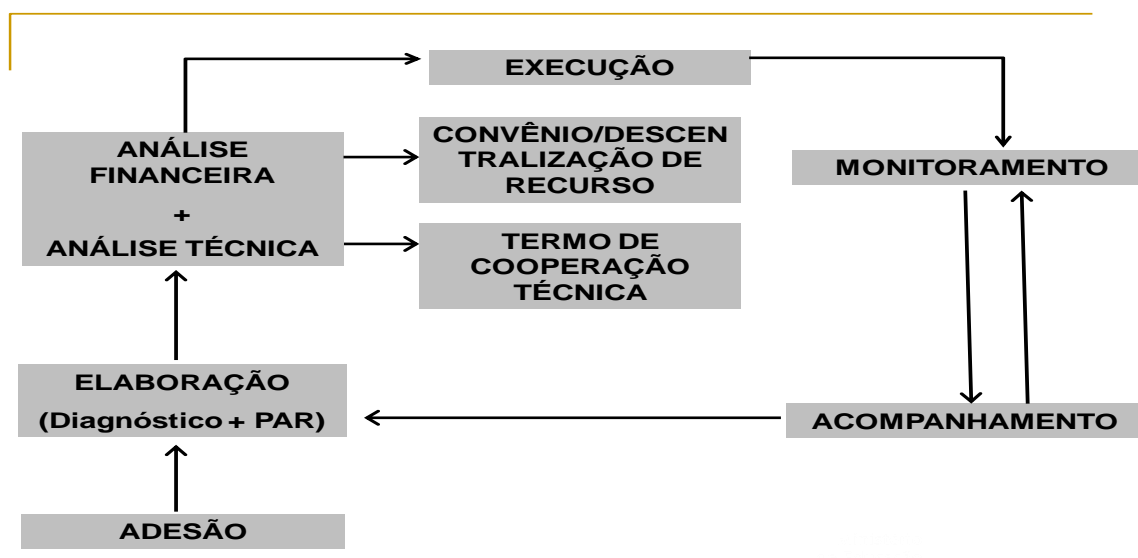 EXECUÇÃO
ANÁLISE
FINANCEIRA
+
ANÁLISE TÉCNICA
CONVÊNIO/DESCEN
TRALIZAÇÃO DE
RECURSO
MONITORAMENTO
TERMO DE
COOPERAÇÃO
TÉCNICA
ELABORAÇÃO
(Diagnóstico + PAR)
ACOMPANHAMENTO
ADESÃO